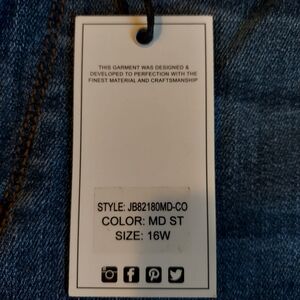 THIS GARMENT WAS DESIGNED &
DEVELOPED TO PERFECTION WITH THE
FINEST MATERIAL AND CRAFTSMANSHIP
STYLE: JB82180MD-CO
COLOR: MD ST
SIZE: 16W